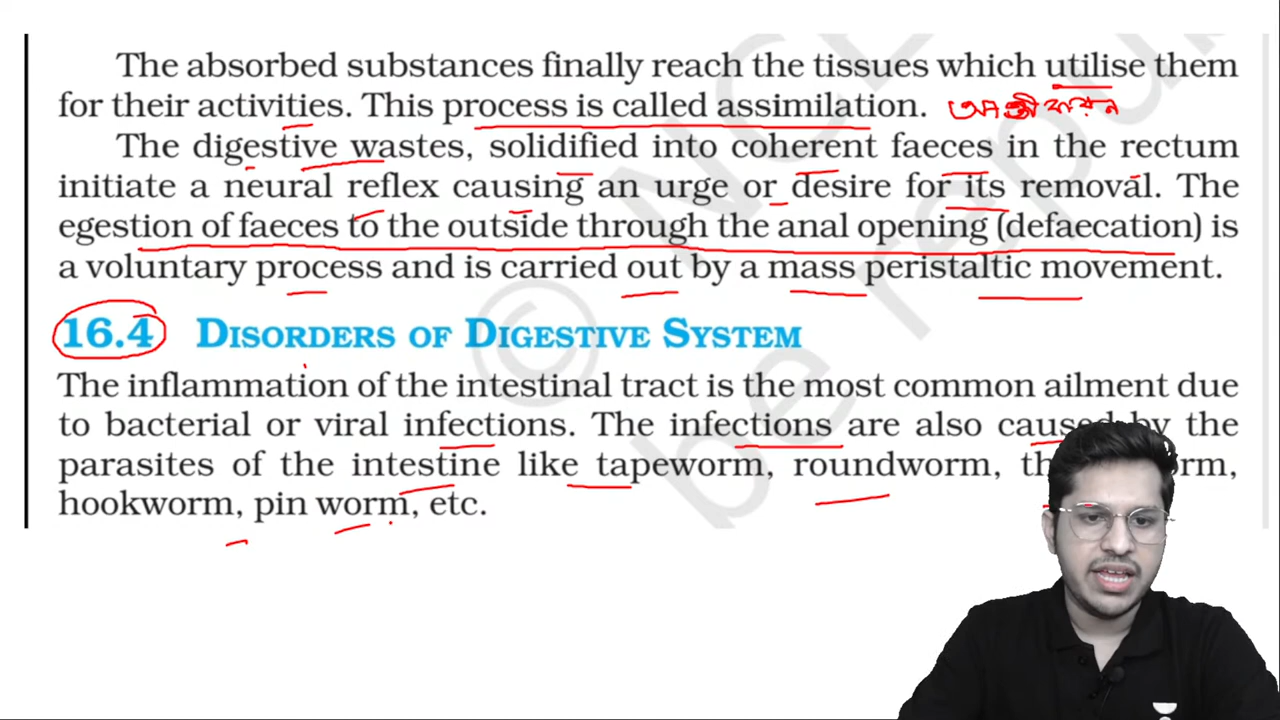 The absorbed substances finally reach the tissues which utilise them
for their activities. This process is called assimilation.
The digestive wastes, solidified into coherent faeces in the rectum
initiate a neural reflex causing an urge or desire for its removal. The
egestion of faeces to the outside through the anal opening (defaecation) is
a voluntary process and is carried out by a mass peristaltic movement.
16.4 DISORDERS OF DIGESTIVE SYSTEM
The inflammation of the intestinal tract is the most common ailment due
to bacterial or viral infections. The infections are also caused by the
parasites of the intestine like tapeworm, roundworm,
hookworm, pin worm, etc.